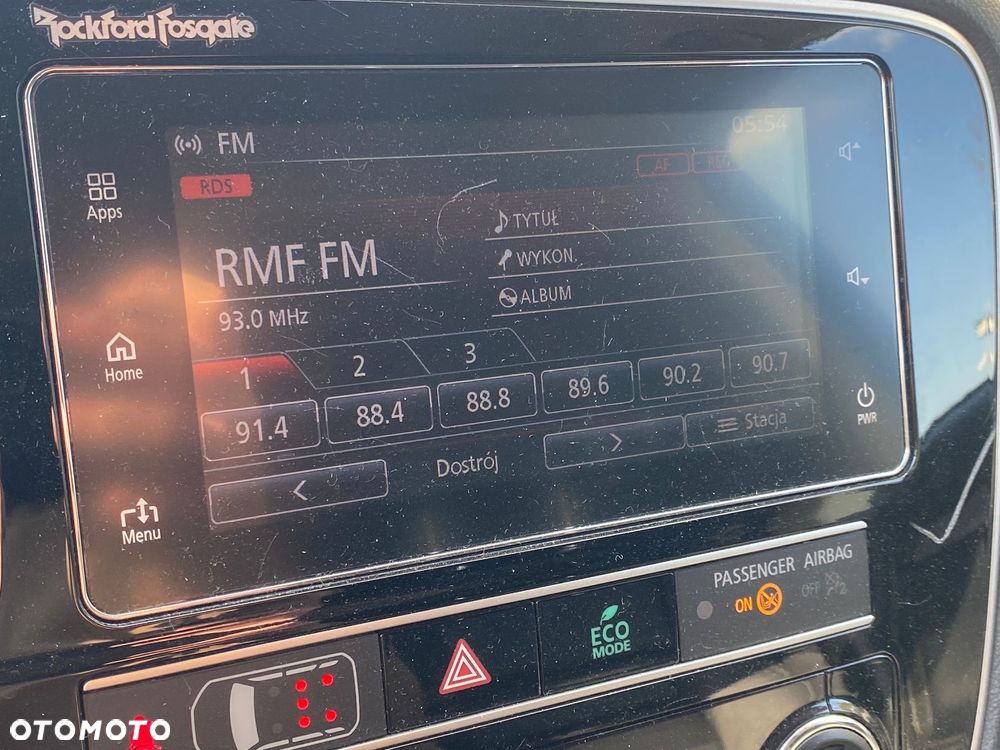 Rockford Fosgate
FM
05:54
RDS
AF
REG
Apps
TYTUŁ
RMF FM
WYKON.
ALBUM
93.0 MHz
Home
1 2 3
91.4 88.4 88.8 89.6 90.2 90.7
< Dostrój > Stacja
PWR
Menu
PASSENGER AIRBAG
ON OFF
ECO
MODE
OTOMOTO